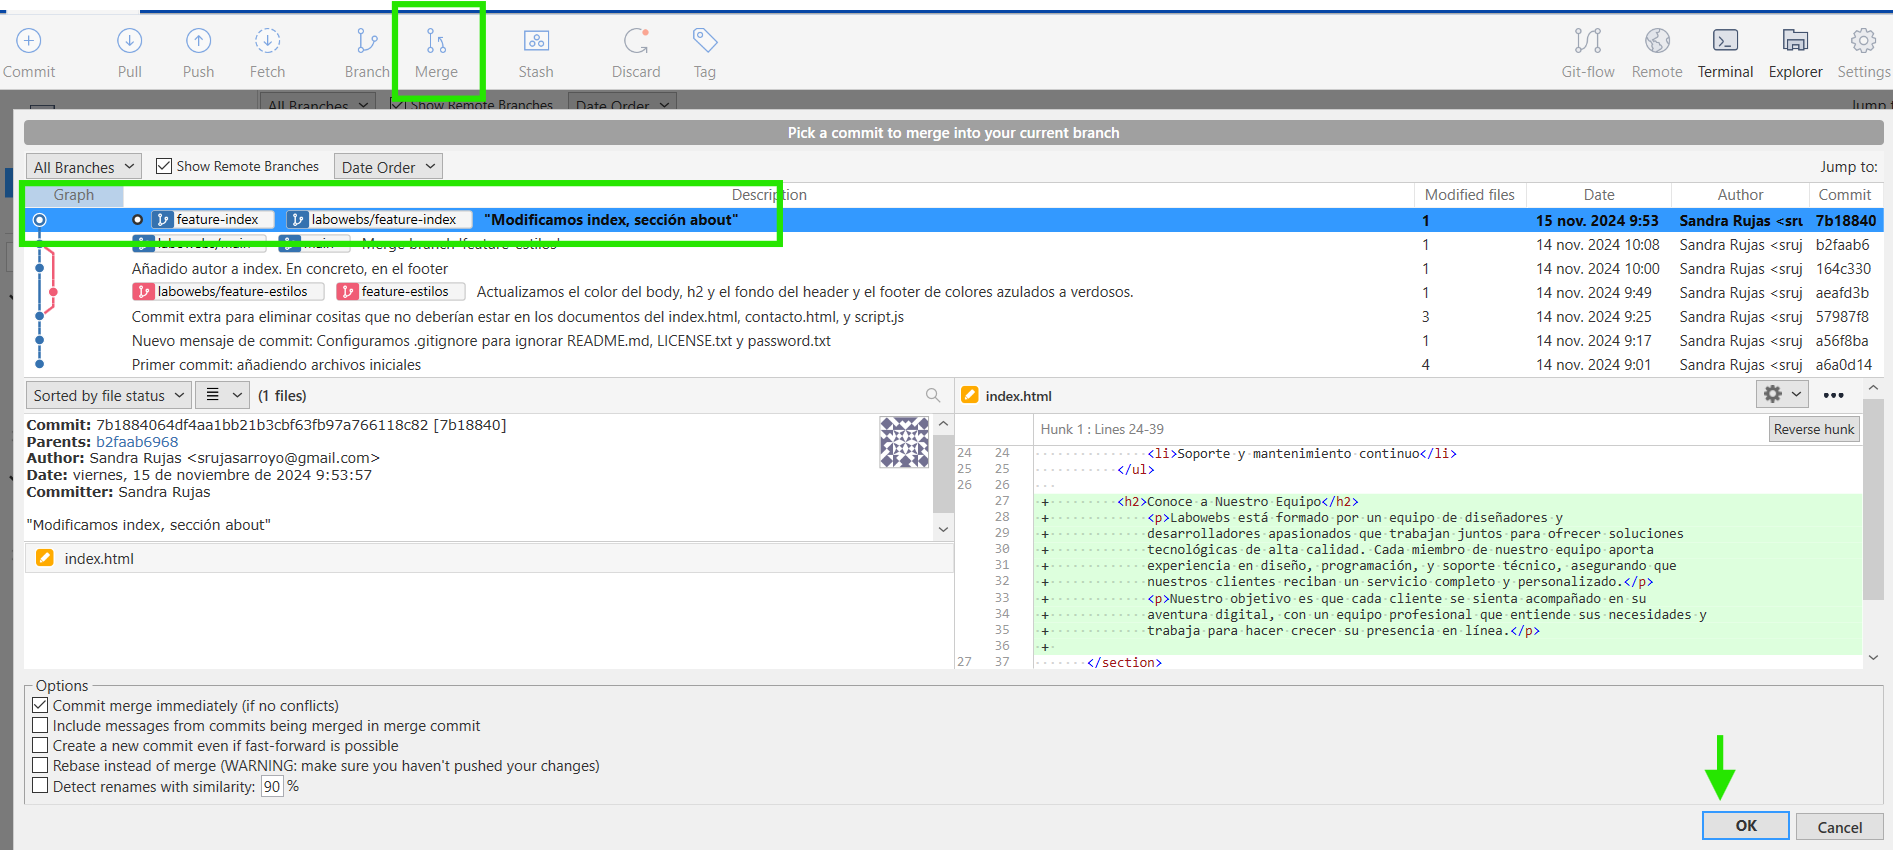 Commit Pull Push Fetch Branch Merge Stash Discard Tag Git-flow Remote Terminal Explorer Settings
All Branches Show Remote Branches Date Order Jump
Pick a commit to merge into your current branch
All Branches Show Remote Branches Date Order Jump to:
Graph Description Modified files Date Author Commit
feature-index labowebs/feature-index "Modificamos index, sección about" 1 15 nov. 2024 9:53 Sandra Rujas <sru 7b18840
labowebs/main main Merge branch 'feature-estilos' 1 14 nov. 2024 10:08 Sandra Rujas <sruj b2faab6
Añadido autor a index. En concreto, en el footer 1 14 nov. 2024 10:00 Sandra Rujas <sruj 164c330
labowebs/feature-estilos feature-estilos Actualizamos el color del body, h2 y el fondo del header y el footer de colores azulados a verdosos. 1 14 nov. 2024 9:49 Sandra Rujas <sruj aeafd3b
Commit extra para eliminar cositas que no deberían estar en los documentos del index.html, contacto.html, y script.js 3 14 nov. 2024 9:25 Sandra Rujas <sruj 57987f8
Nuevo mensaje de commit: Configuramos .gitignore para ignorar README.md, LICENSE.txt y password.txt 1 14 nov. 2024 9:17 Sandra Rujas <sruj a56f8ba
Primer commit: añadiendo archivos iniciales 4 14 nov. 2024 9:01 Sandra Rujas <sruj a6a0d14
Sorted by file status (1 files)
Commit: 7b1884064df4aa1bb21b3cbf63fb97a766118c82 [7b18840]
Parents: b2faab6968
Author: Sandra Rujas <srujasarroyo@gmail.com>
Date: viernes, 15 de noviembre de 2024 9:53:57
Committer: Sandra Rujas
"Modificamos index, sección about"
index.html
index.html
Hunk 1 : Lines 24-39 Reverse hunk
24 24 <li>Soporte y mantenimiento continuo</li>
25 25 </ul>
26 26
27 + <h2>Conoce a Nuestro Equipo</h2>
28 + <p>Labowebs está formado por un equipo de diseñadores y
29 + desarrolladores apasionados que trabajan juntos para ofrecer soluciones
30 + tecnológicas de alta calidad. Cada miembro de nuestro equipo aporta
31 + experiencia en diseño, programación, y soporte técnico, asegurando que
32 + nuestros clientes reciban un servicio completo y personalizado.</p>
33 + <p>Nuestro objetivo es que cada cliente se sienta acompañado en su
34 + aventura digital, con un equipo profesional que entiende sus necesidades y
35 + trabaja para hacer crecer su presencia en línea.</p>
36 +
27 37 </section>
Options
Commit merge immediately (if no conflicts)
Include messages from commits being merged in merge commit
Create a new commit even if fast-forward is possible
Rebase instead of merge (WARNING: make sure you haven't pushed your changes)
Detect renames with similarity: 90 %
OK Cancel